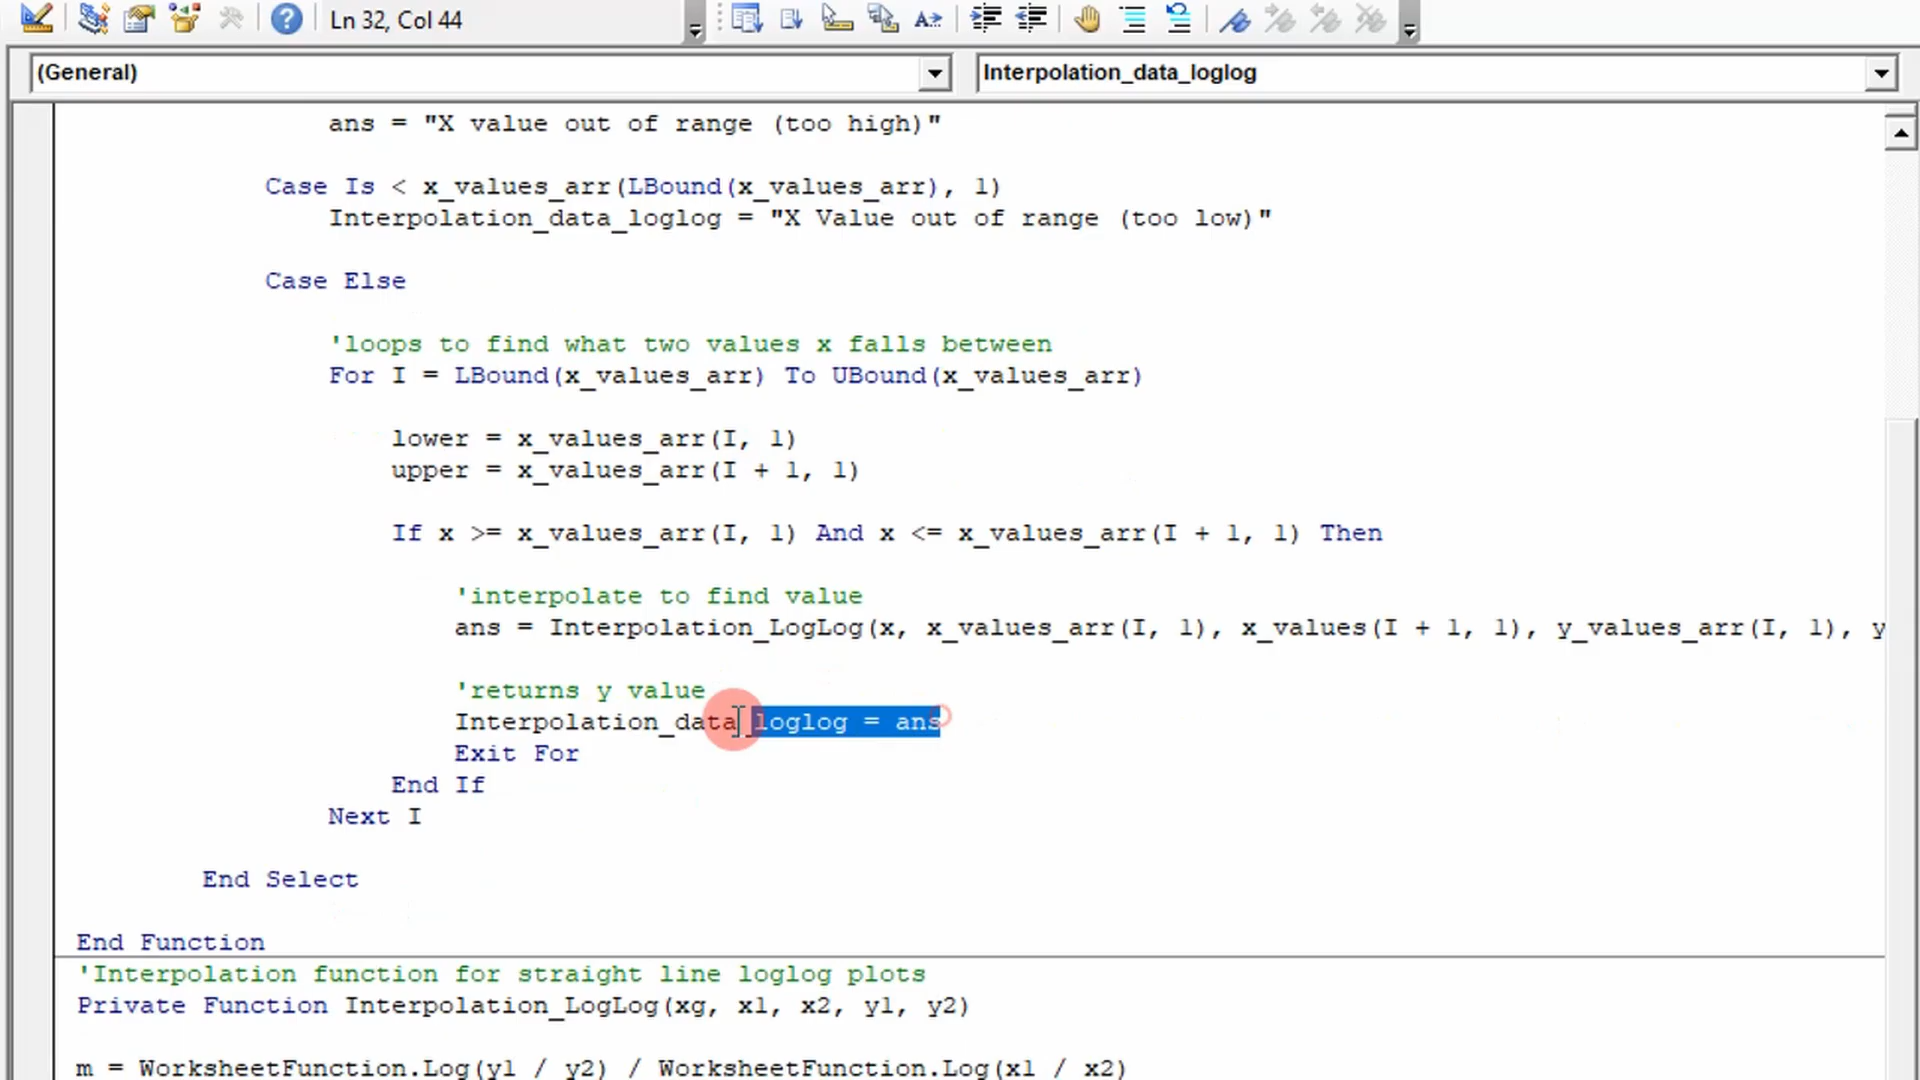 Ln 32, Col 44
(General)
Interpolation_data_loglog
ans = "X value out of range (too high)"
Case Is < x_values_arr(LBound(x_values_arr), 1)
Interpolation_data_loglog = "X Value out of range (too low)"
Case Else
'loops to find what two values x falls between
For I = LBound(x_values_arr) To UBound(x_values_arr)
lower = x_values_arr(I, 1)
upper = x_values_arr(I + 1, 1)
If x >= x_values_arr(I, 1) And x <= x_values_arr(I + 1, 1) Then
'interpolate to find value
ans = Interpolation_LogLog(x, x_values_arr(I, 1), x_values(I + 1, 1), y_values_arr(I, 1), y
'returns y value
Interpolation_data_loglog = ans
Exit For
End If
Next I
End Select
End Function
'Interpolation function for straight line loglog plots
Private Function Interpolation_LogLog(xg, x1, x2, y1, y2)
m = WorksheetFunction.Log(y1 / y2) / WorksheetFunction.Log(x1 / x2)